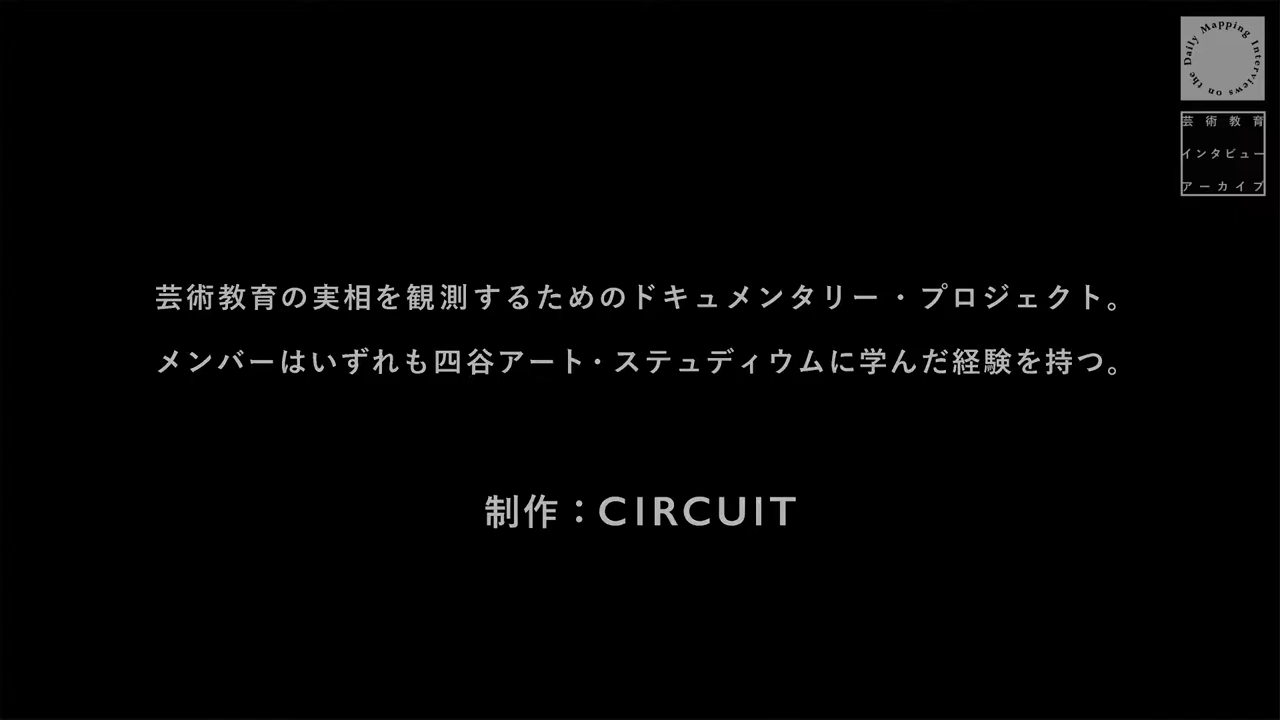 Mapping Interviews on the Daily
芸術教育
インタビュー
アーカイブ
芸術教育の実相を観測するためのドキュメンタリー・プロジェクト。
メンバーはいずれも四谷アート・ステュディウムに学んだ経験を持つ。
制作：CIRCUIT